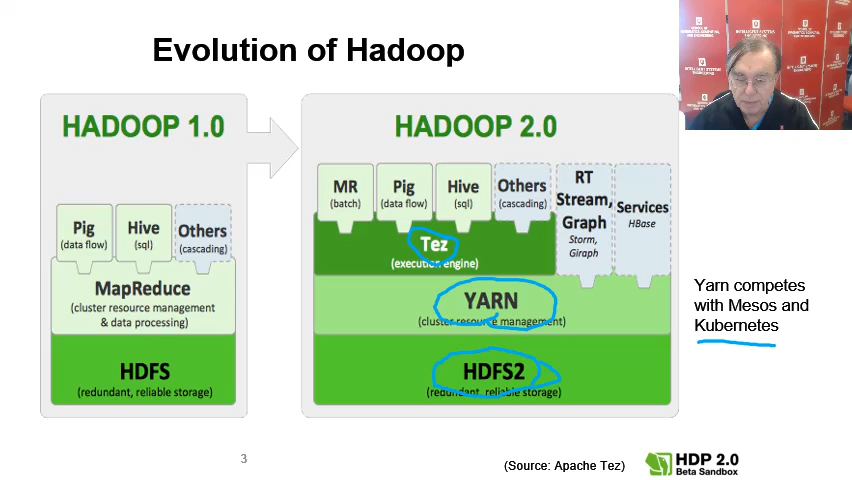 Evolution of Hadoop
HADOOP 1.0
Pig
(data flow)
Hive
(sql)
Others
(cascading)
MapReduce
(cluster resource management
& data processing)
HDFS
(redundant, reliable storage)
HADOOP 2.0
MR
(batch)
Pig
(data flow)
Hive
(sql)
Others
(cascading)
RT
Stream,
Graph
Storm,
Giraph
Services
HBase
Tez
(execution engine)
YARN
(cluster resource management)
HDFS2
(redundant, reliable storage)
Yarn competes
with Mesos and
Kubernetes
3
(Source: Apache Tez)
HDP 2.0
Beta Sandbox